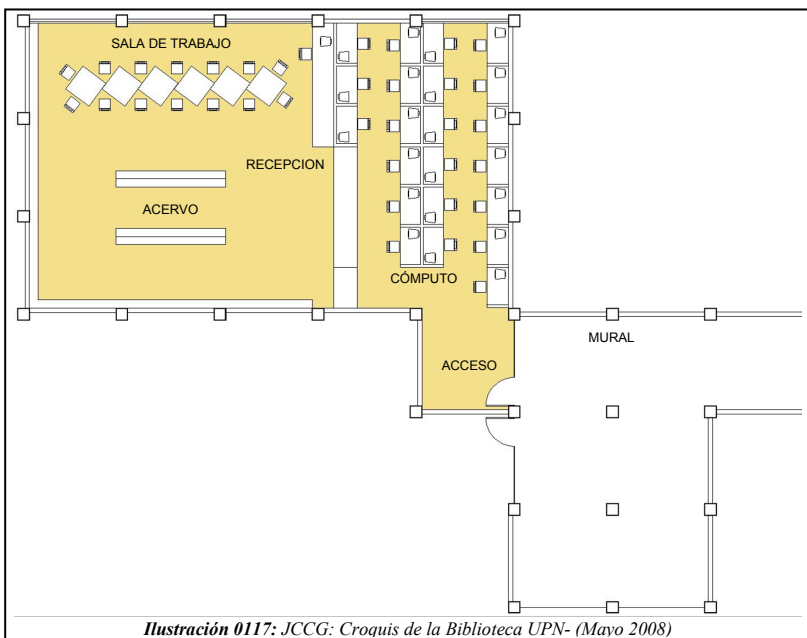 SALA DE TRABAJO
RECEPCION
ACERVO
CÓMPUTO
MURAL
ACCESO
Ilustración 0117: JCCG: Croquis de la Biblioteca UPN- (Mayo 2008)